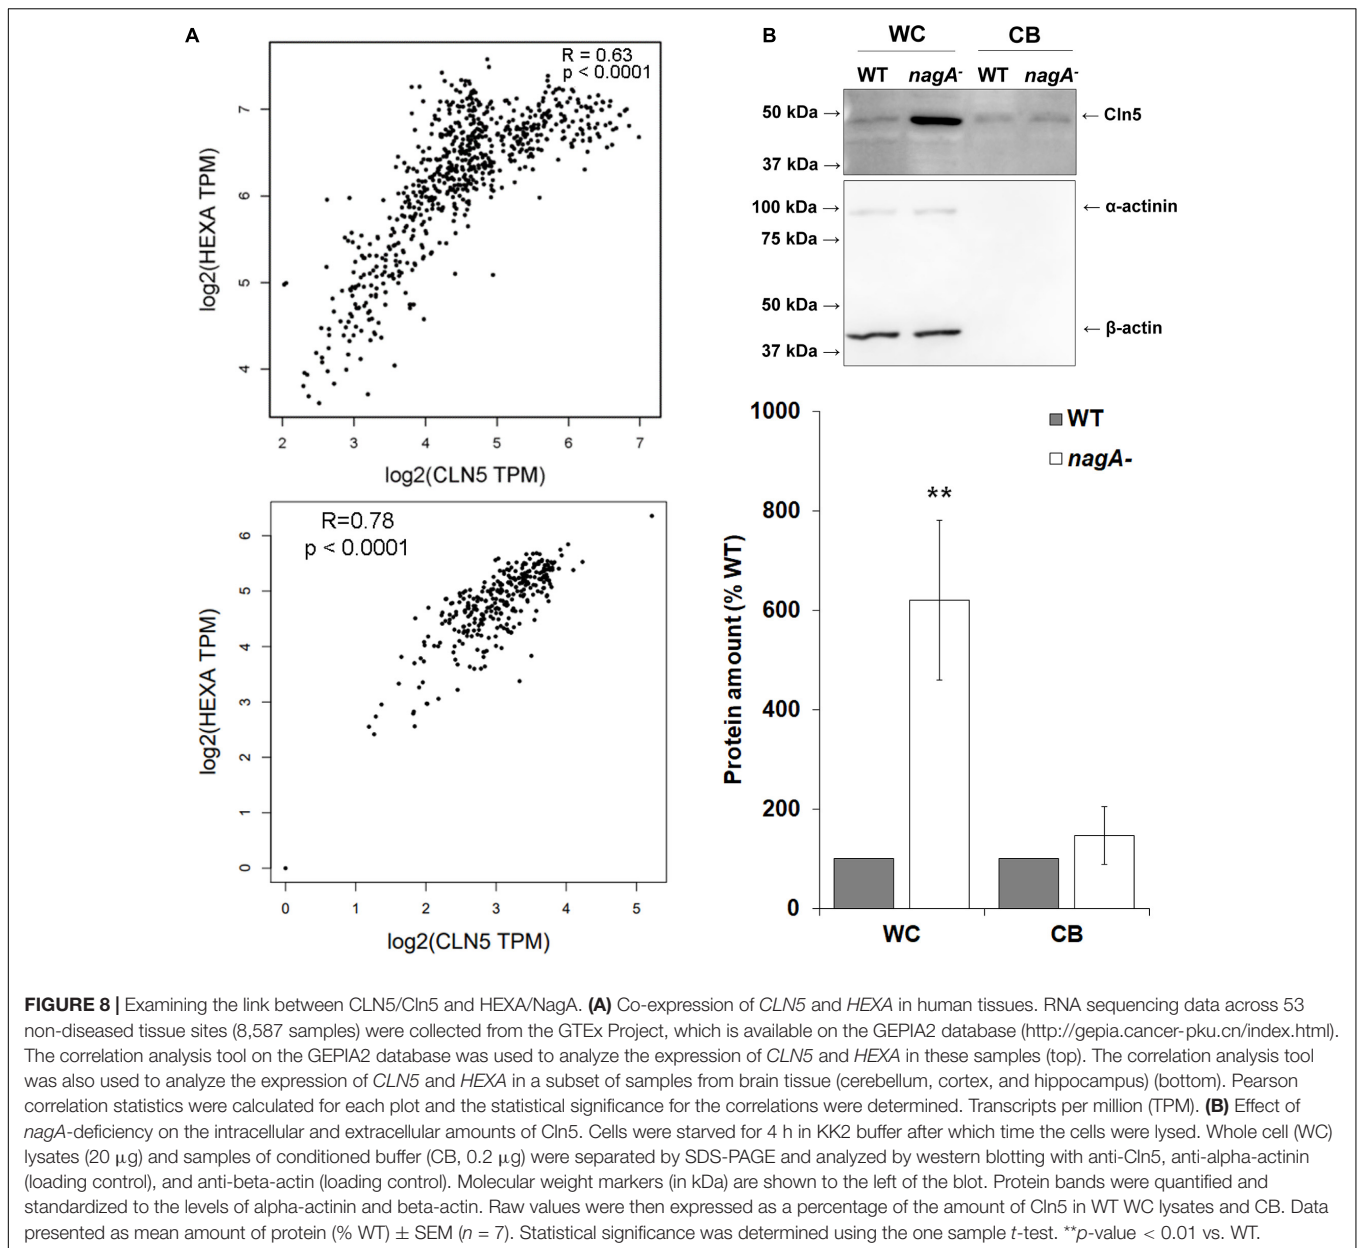 A
R = 0.63
p < 0.0001
log2(HEXA TPM)
7
6
5
4
2 3 4 5 6 7
log2(CLN5 TPM)
R=0.78
p < 0.0001
log2(HEXA TPM)
6
5
4
3
2
1
0
0 1 2 3 4 5
log2(CLN5 TPM)
B
WC CB
WT nagA- WT nagA-
50 kDa → ← Cln5
37 kDa →
100 kDa → ← α-actinin
75 kDa →
50 kDa →
← β-actin
37 kDa →
1000
WT
nagA-
**
800
600
400
200
0
Protein amount (% WT)
WC CB
FIGURE 8 | Examining the link between CLN5/Cln5 and HEXA/NagA. (A) Co-expression of CLN5 and HEXA in human tissues. RNA sequencing data across 53
non-diseased tissue sites (8,587 samples) were collected from the GTEx Project, which is available on the GEPIA2 database (http://gepia.cancer-pku.cn/index.html).
The correlation analysis tool on the GEPIA2 database was used to analyze the expression of CLN5 and HEXA in these samples (top). The correlation analysis tool
was also used to analyze the expression of CLN5 and HEXA in a subset of samples from brain tissue (cerebellum, cortex, and hippocampus) (bottom). Pearson
correlation statistics were calculated for each plot and the statistical significance for the correlations were determined. Transcripts per million (TPM). (B) Effect of
nagA-deficiency on the intracellular and extracellular amounts of Cln5. Cells were starved for 4 h in KK2 buffer after which time the cells were lysed. Whole cell (WC)
lysates (20 μg) and samples of conditioned buffer (CB, 0.2 μg) were separated by SDS-PAGE and analyzed by western blotting with anti-Cln5, anti-alpha-actinin
(loading control), and anti-beta-actin (loading control). Molecular weight markers (in kDa) are shown to the left of the blot. Protein bands were quantified and
standardized to the levels of alpha-actinin and beta-actin. Raw values were then expressed as a percentage of the amount of Cln5 in WT WC lysates and CB. Data
presented as mean amount of protein (% WT) ± SEM (n = 7). Statistical significance was determined using the one sample t-test. **p-value < 0.01 vs. WT.